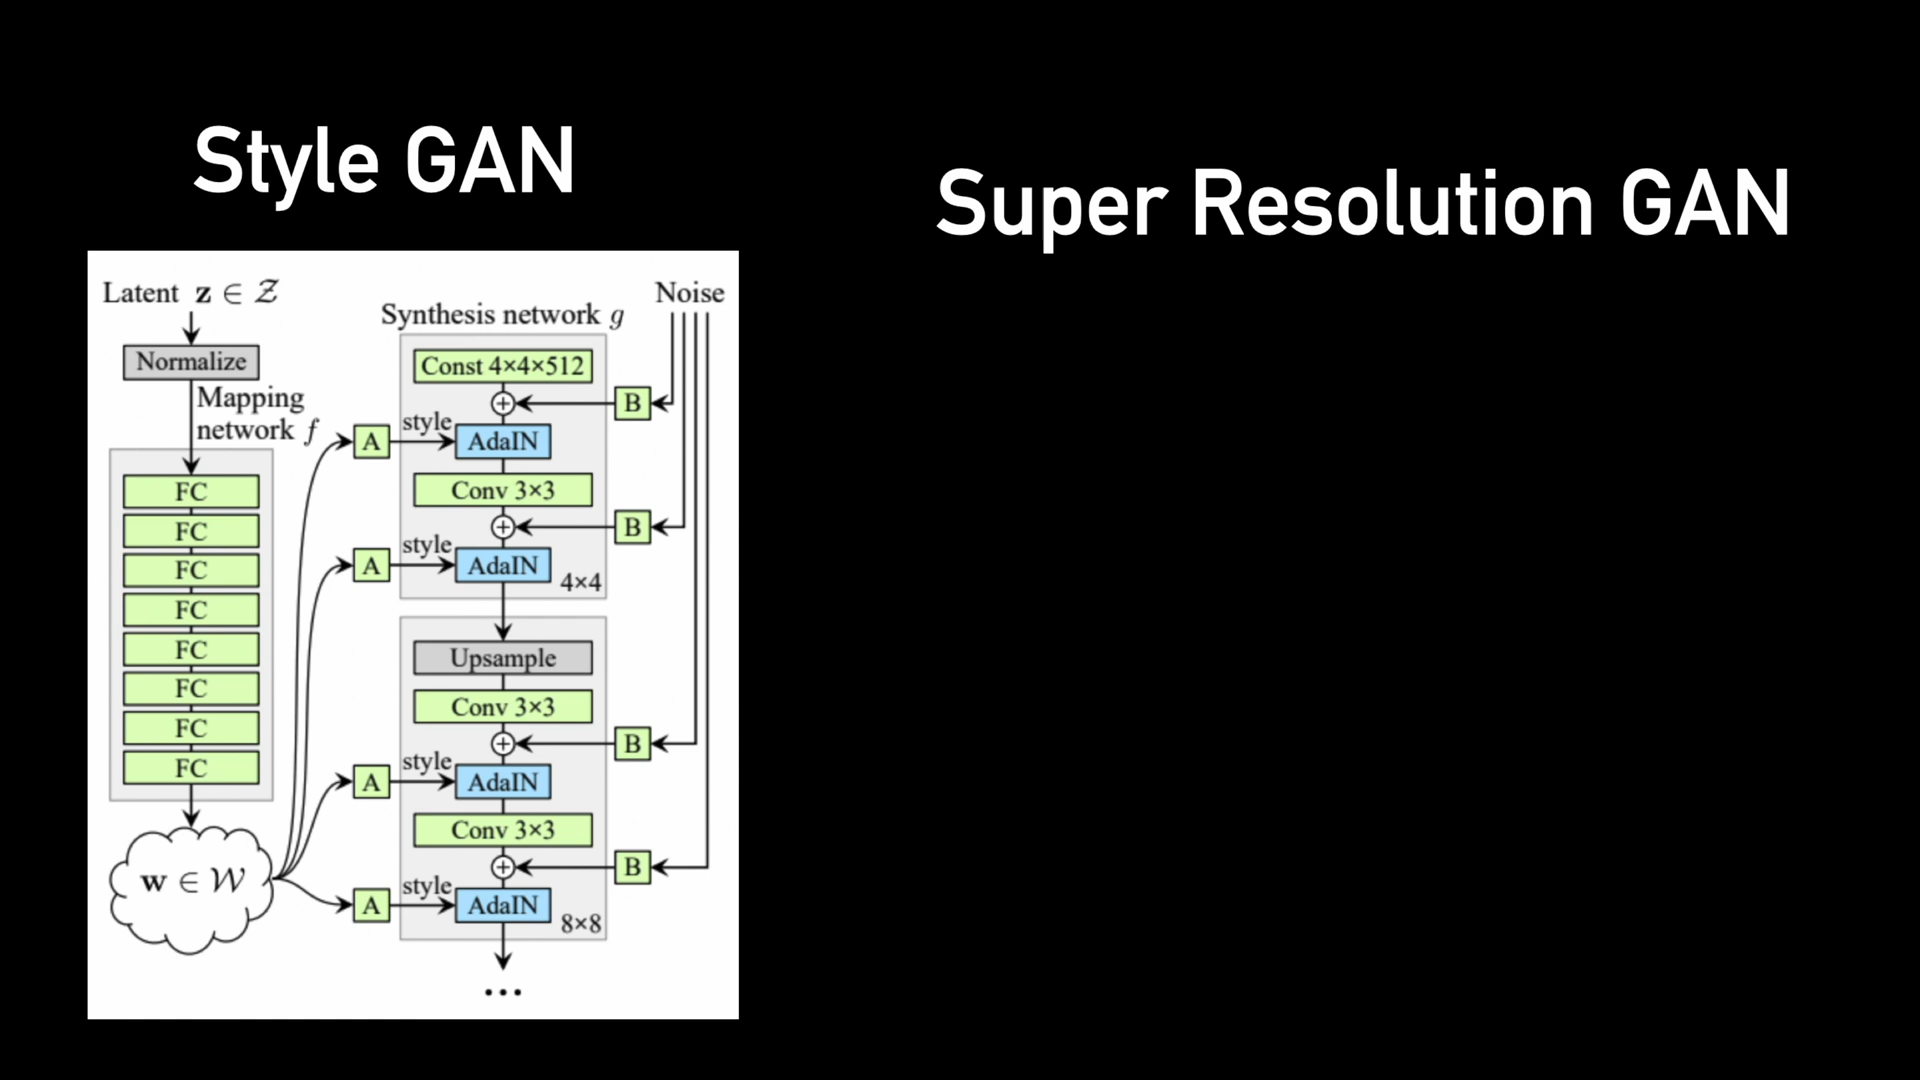 Style GAN
Super Resolution GAN
Latent z ∈ Z
Normalize
Mapping
network f
FC
FC
FC
FC
FC
FC
FC
FC
w ∈ W
Synthesis network g
Noise
Const 4×4×512
B
style
A
AdaIN
Conv 3×3
B
style
A
AdaIN
4×4
Upsample
Conv 3×3
B
style
A
AdaIN
Conv 3×3
B
style
A
AdaIN
8×8
...